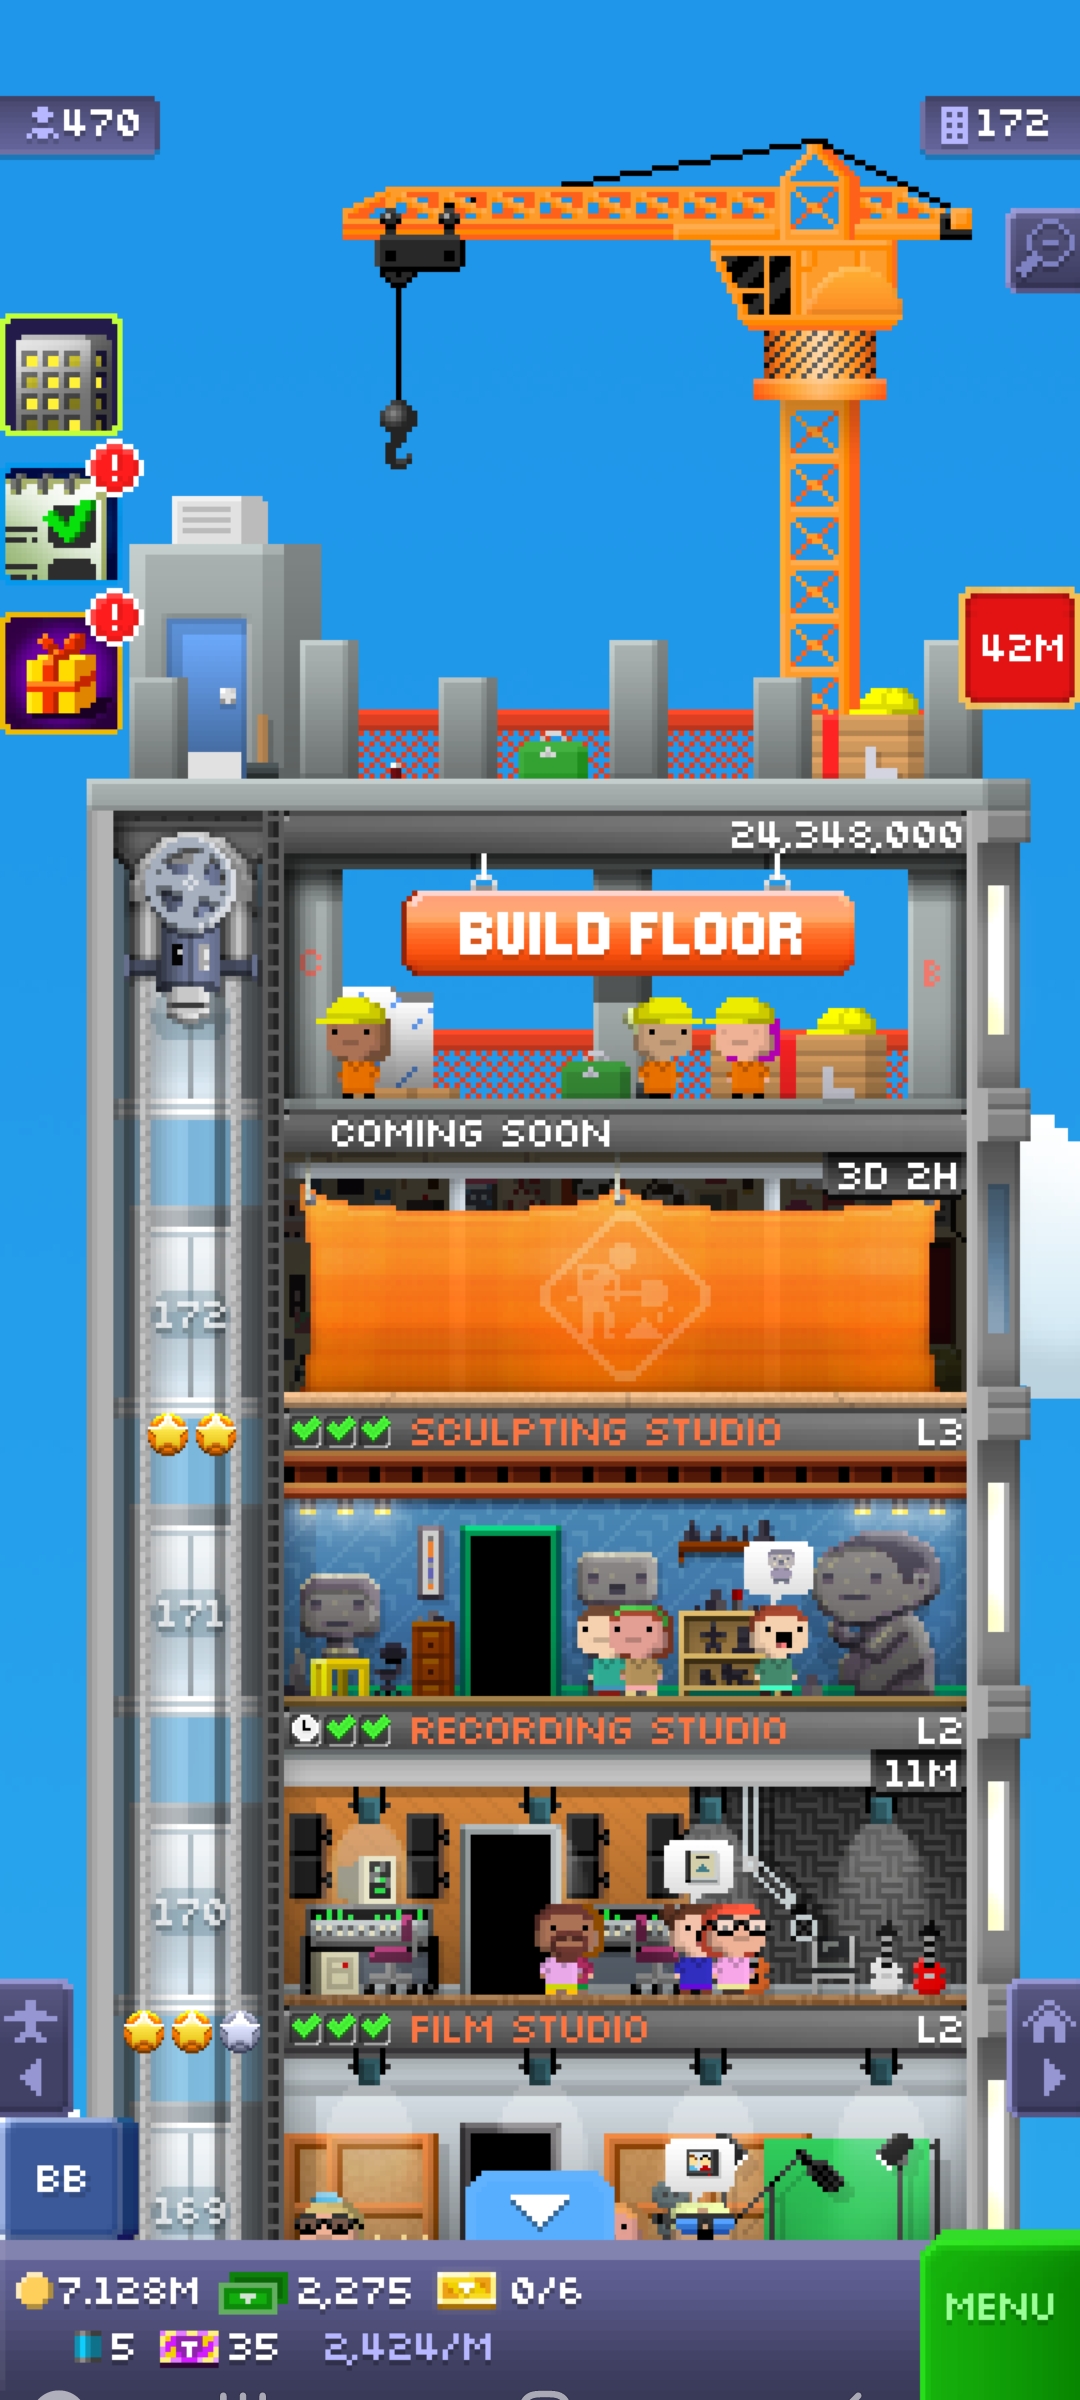 470
172
42M
24,348,000
BUILD FLOOR
C
B
COMING SOON
3D 2H
172
SCULPTING STUDIO L3
171
RECORDING STUDIO L2
11M
170
FILM STUDIO L2
169
BB
7.128M 2,275 0/6
MENU
5 35 2,424/M